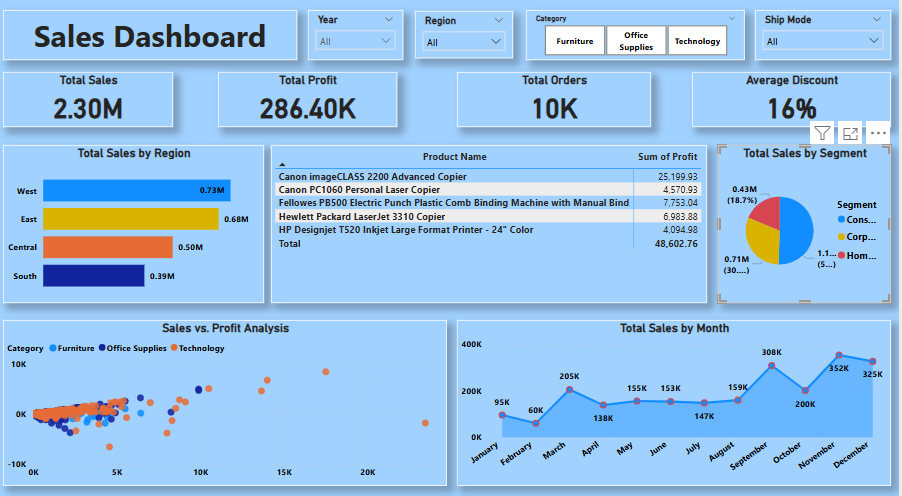 Sales Dashboard
Year
All
Region
All
Category
Furniture
Office
Supplies
Technology
Ship Mode
All
Total Sales
2.30M
Total Profit
286.40K
Total Orders
10K
Average Discount
16%
Total Sales by Region
West
0.73M
East
0.68M
Central
0.50M
South
0.39M
Product Name Sum of Profit
Canon imageCLASS 2200 Advanced Copier 25,199.93
Canon PC1060 Personal Laser Copier 4,570.93
Fellowes PB500 Electric Punch Plastic Comb Binding Machine with Manual Bind 7,753.04
Hewlett Packard LaserJet 3310 Copier 6,983.88
HP Designjet T520 Inkjet Large Format Printer - 24" Color 4,094.98
Total 48,602.76
Total Sales by Segment
0.43M
(18.7%)
0.71M
(30....)
1.1...
(5...)
Segment
Cons...
Corp...
Hom...
Sales vs. Profit Analysis
Category Furniture Office Supplies Technology
10K
0K
-10K
0K 5K 10K 15K 20K
Total Sales by Month
400K
200K
0K
95K
60K
205K
138K
155K
153K
147K
159K
308K
200K
352K
325K
January
February
March
April
May
June
July
August
September
October
November
December